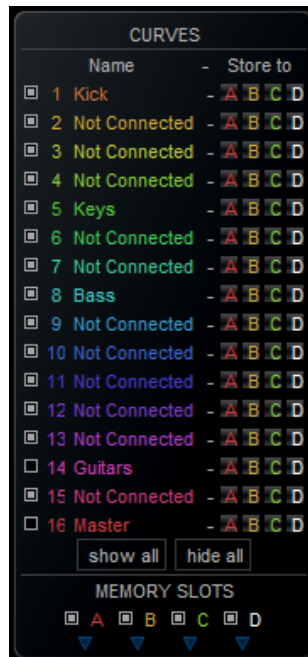 CURVES
Name - Store to
1 Kick - A B C D
2 Not Connected - A B C D
3 Not Connected - A B C D
4 Not Connected - A B C D
5 Keys - A B C D
6 Not Connected - A B C D
7 Not Connected - A B C D
8 Bass - A B C D
9 Not Connected - A B C D
10 Not Connected - A B C D
11 Not Connected - A B C D
12 Not Connected - A B C D
13 Not Connected - A B C D
14 Guitars - A B C D
15 Not Connected - A B C D
16 Master - A B C D
show all hide all
MEMORY SLOTS
A B C D